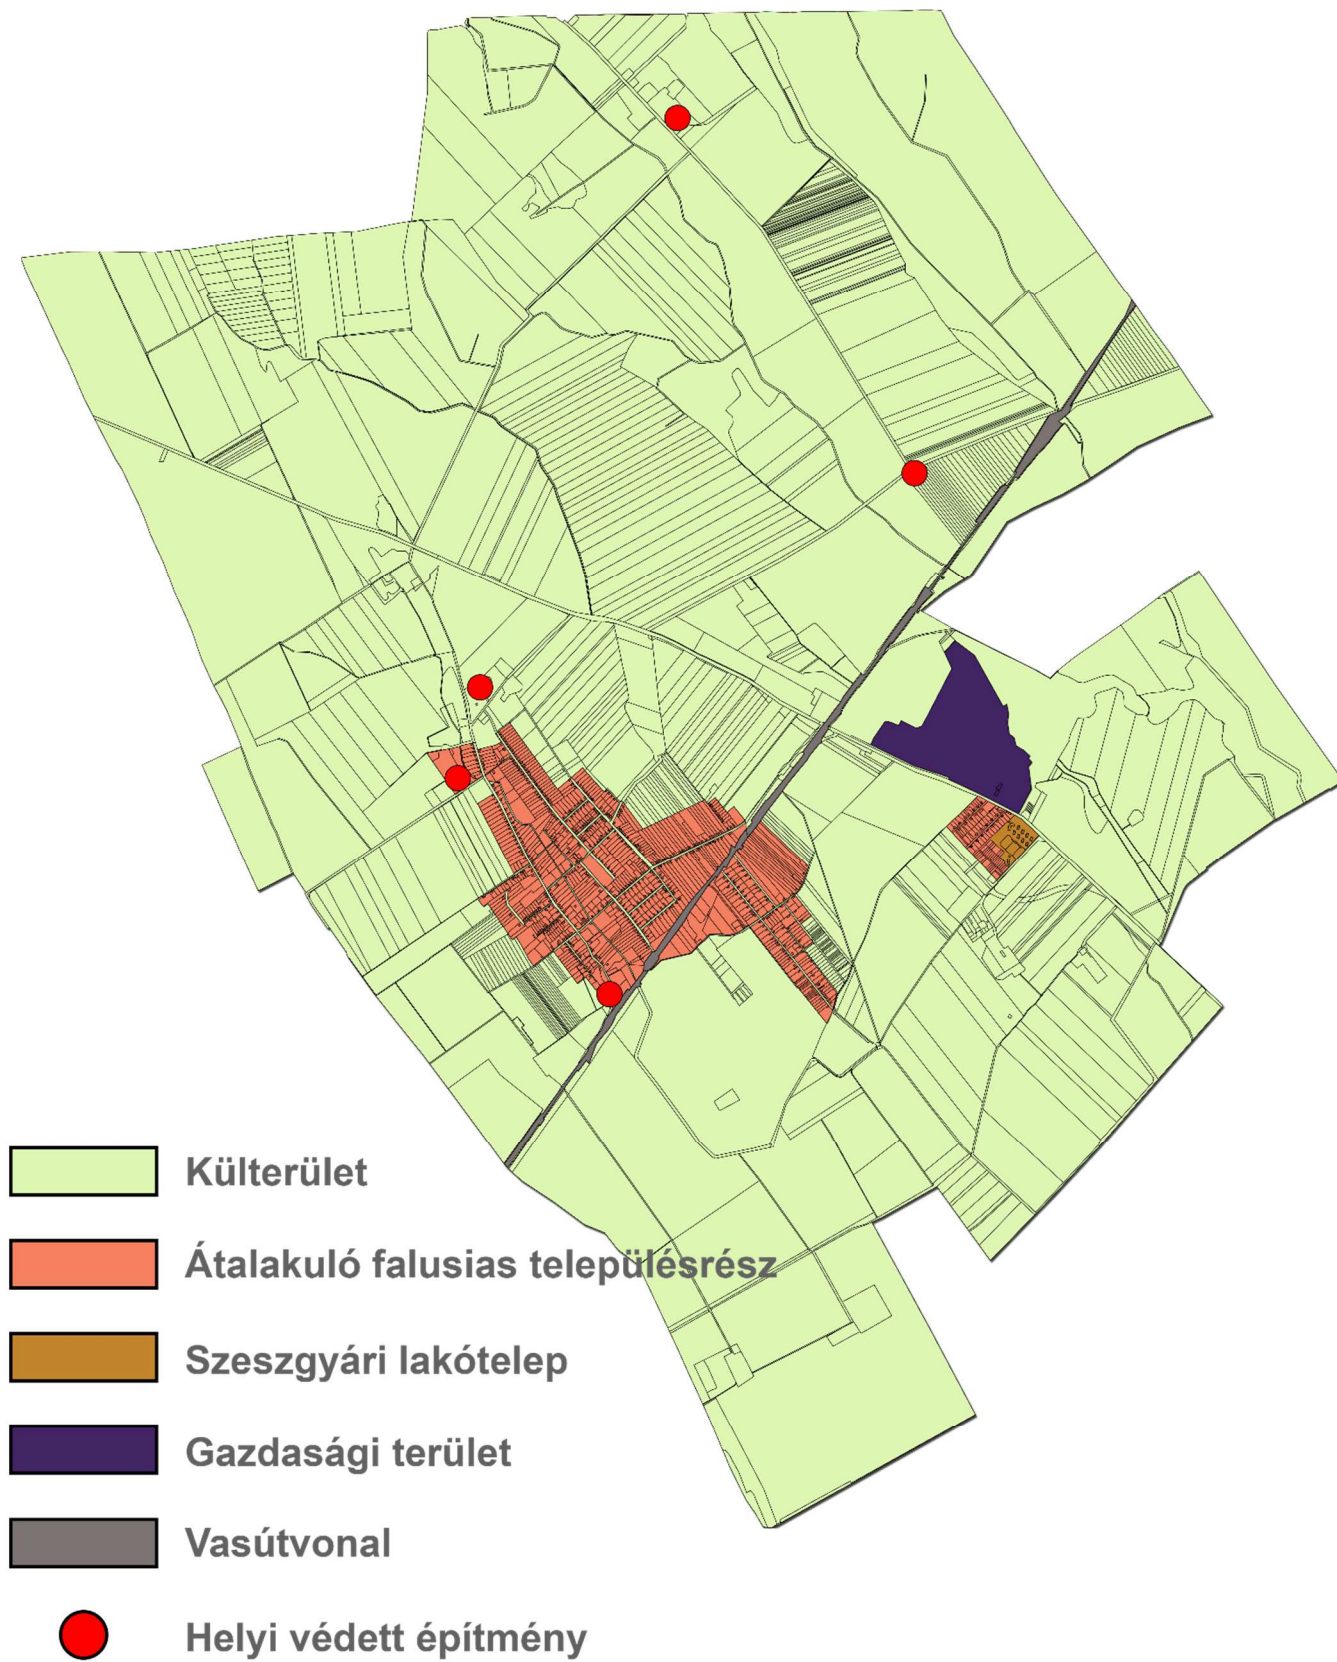 Külterület
Átalakuló falusias településrész
Szeszgyári lakótelep
Gazdasági terület
Vasútvonal
Helyi védett építmény